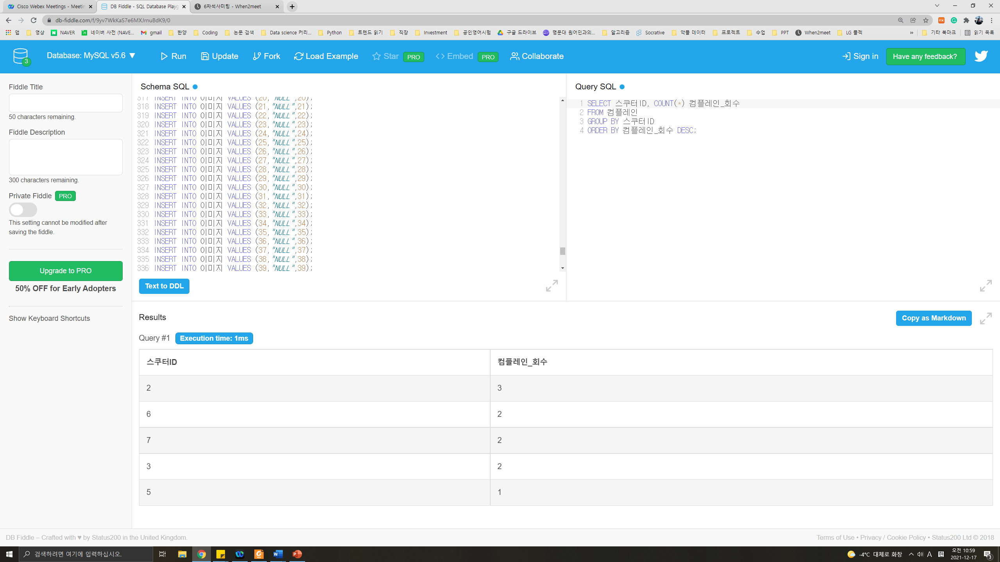 Cisco Webex Meetings - Meetin
DB Fiddle - SQL Database Playg
6차석사미팅 - When2meet
db-fiddle.com/f/9yv7WkKaS7e6MXJrnuBdK9/0
앱 영상 NAVER 네이버 사전 (NAVE... gmail 한양 Coding 논문 검색 Data science 커리... Python 트렌드 읽기 직장 Investment 공인영어시험 구글 드라이브 명문대 원어민과의... 알고리즘 Socrative 악플 데이터 프로젝트 수업 PPT When2meet LG 플젝 » 기타 북마크 읽기 목록
3 Database: MySQL v5.6 ▼ Run Update Fork Load Example Star PRO Embed PRO Collaborate Sign in Have any feedback?
Fiddle Title
50 characters remaining.
Fiddle Description
300 characters remaining.
Private Fiddle PRO
This setting cannot be modified after
saving the fiddle.
Upgrade to PRO
50% OFF for Early Adopters
Show Keyboard Shortcuts
Schema SQL
317 INSERT INTO 이미지 VALUES (20,"NULL",20);
318 INSERT INTO 이미지 VALUES (21,"NULL",21);
319 INSERT INTO 이미지 VALUES (22,"NULL",22);
320 INSERT INTO 이미지 VALUES (23,"NULL",23);
321 INSERT INTO 이미지 VALUES (24,"NULL",24);
322 INSERT INTO 이미지 VALUES (25,"NULL",25);
323 INSERT INTO 이미지 VALUES (26,"NULL",26);
324 INSERT INTO 이미지 VALUES (27,"NULL",27);
325 INSERT INTO 이미지 VALUES (28,"NULL",28);
326 INSERT INTO 이미지 VALUES (29,"NULL",29);
327 INSERT INTO 이미지 VALUES (30,"NULL",30);
328 INSERT INTO 이미지 VALUES (31,"NULL",31);
329 INSERT INTO 이미지 VALUES (32,"NULL",32);
330 INSERT INTO 이미지 VALUES (33,"NULL",33);
331 INSERT INTO 이미지 VALUES (34,"NULL",34);
332 INSERT INTO 이미지 VALUES (35,"NULL",35);
333 INSERT INTO 이미지 VALUES (36,"NULL",36);
334 INSERT INTO 이미지 VALUES (37,"NULL",37);
335 INSERT INTO 이미지 VALUES (38,"NULL",38);
336 INSERT INTO 이미지 VALUES (39,"NULL",39);
Text to DDL
Query SQL
1 SELECT 스쿠터ID, COUNT(*) 컴플레인_회수
2 FROM 컴플레인
3 GROUP BY 스쿠터ID
4 ORDER BY 컴플레인_회수 DESC;
Results
Copy as Markdown
Query #1 Execution time: 1ms
스쿠터ID 컴플레인_회수
2 3
6 2
7 2
3 2
5 1
DB Fiddle – Crafted with ♥ by Status200 in the United Kingdom.
Terms of Use • Privacy / Cookie Policy • Status200 Ltd © 2018
검색하려면 여기에 입력하십시오.
-4°C 대체로 화창 A 한
오전 10:59
2021-12-17
3